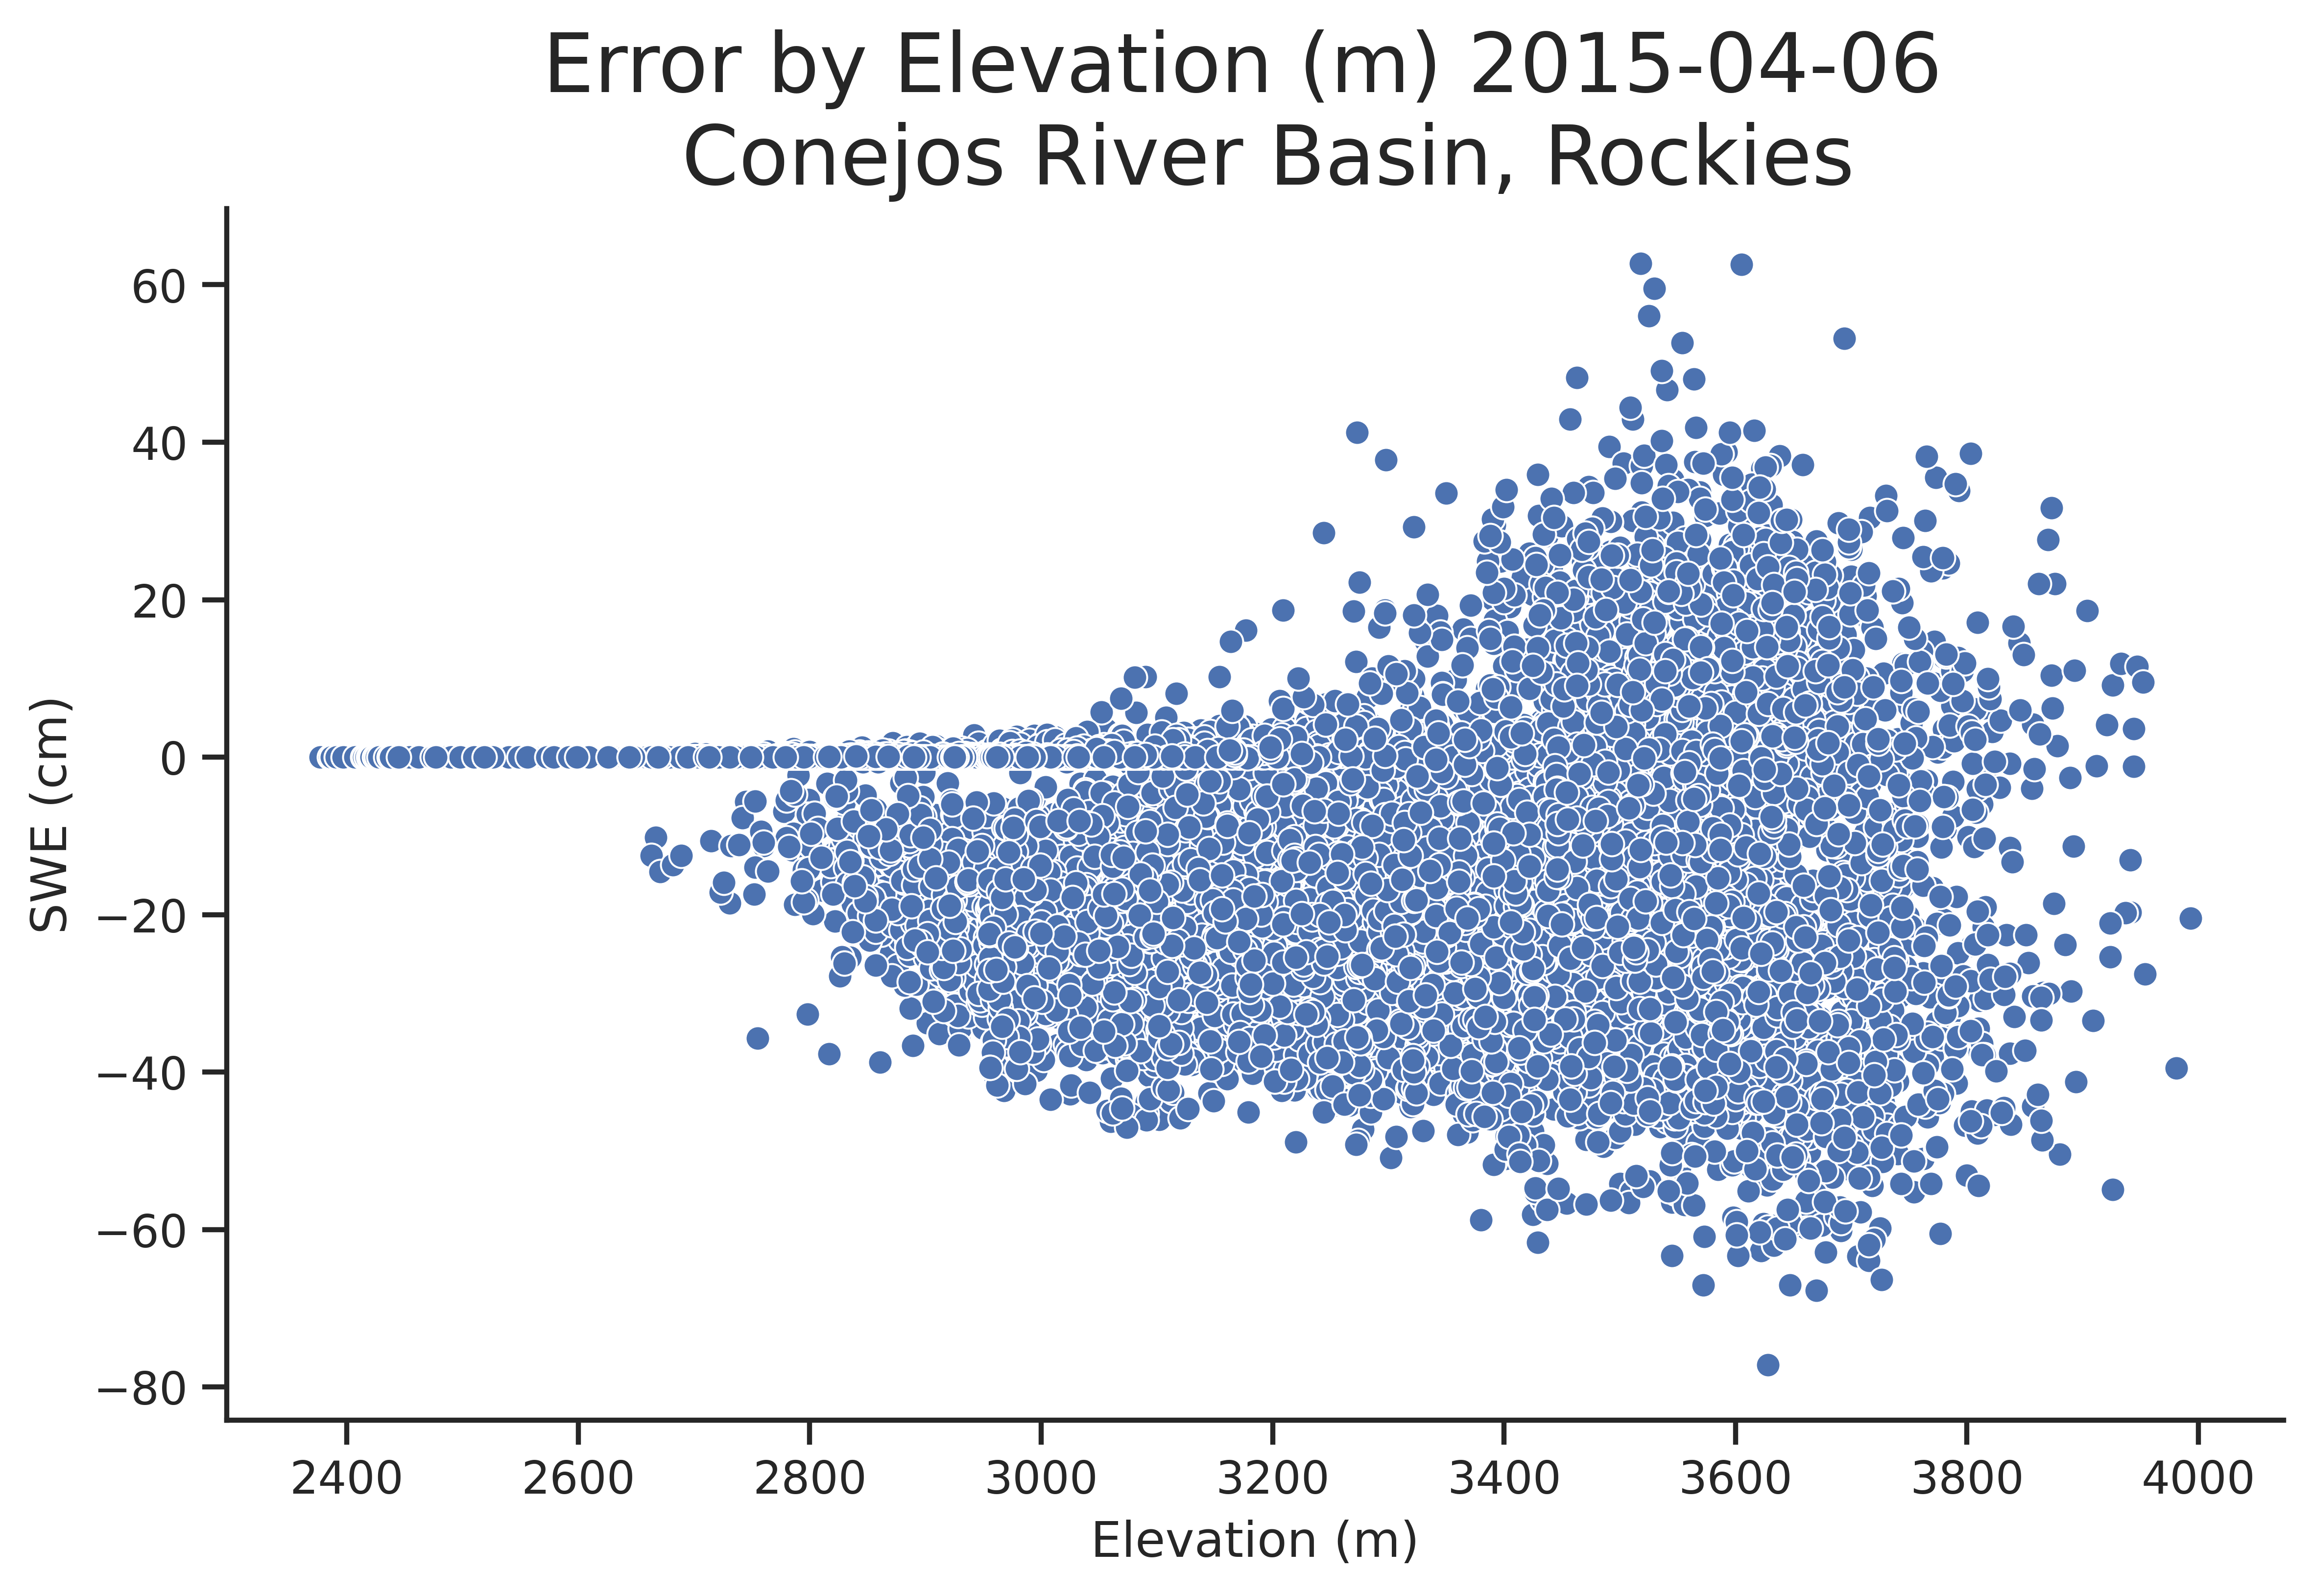 Error by Elevation (m) 2015-04-06
Conejos River Basin, Rockies
60
40
20
0
−20
−40
−60
−80
SWE (cm)
2400 2600 2800 3000 3200 3400 3600 3800 4000
Elevation (m)